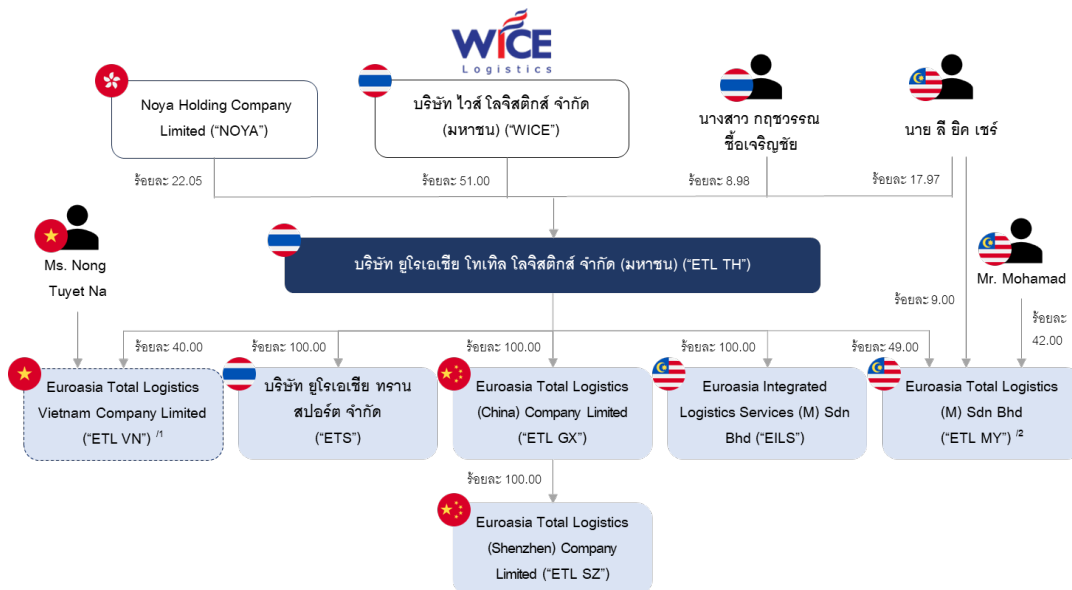 WICE
Logistics
Noya Holding Company
Limited (“NOYA”)
บริษัท ไวส์ โลจิสติกส์ จำกัด
(มหาชน) (“WICE”)
นางสาว กฤชวรรณ
ซื้อเจริญชัย
นาย ลี ยิค เชร์
ร้อยละ 22.05
ร้อยละ 51.00
ร้อยละ 8.98
ร้อยละ 17.97
Ms. Nong
Tuyet Na
บริษัท ยูโรเอเชีย โทเทิล โลจิสติกส์ จำกัด (มหาชน) (“ETL TH”)
Mr. Mohamad
ร้อยละ 9.00
ร้อยละ
42.00
ร้อยละ 40.00
ร้อยละ 100.00
ร้อยละ 100.00
ร้อยละ 100.00
ร้อยละ 49.00
Euroasia Total Logistics
Vietnam Company Limited
(“ETL VN”) /1
บริษัท ยูโรเอเชีย ทราน
สปอร์ต จำกัด
(“ETS”)
Euroasia Total Logistics
(China) Company Limited
(“ETL GX”)
Euroasia Integrated
Logistics Services (M) Sdn
Bhd (“EILS”)
Euroasia Total Logistics
(M) Sdn Bhd
(“ETL MY”) /2
ร้อยละ 100.00
Euroasia Total Logistics
(Shenzhen) Company
Limited (“ETL SZ”)